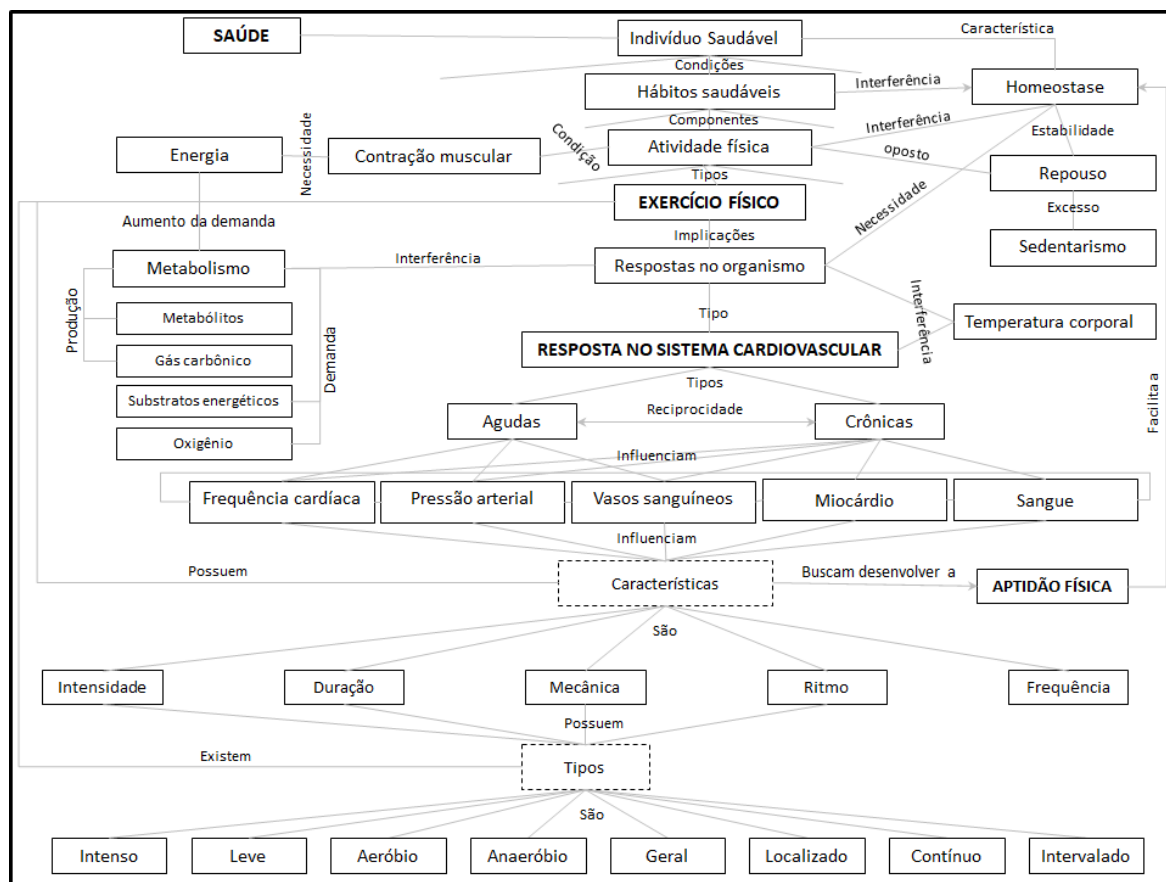 SAÚDE
Indivíduo Saudável
Característica
Condições
Hábitos saudáveis
Interferência
Homeostase
Componentes
Interferência
Estabilidade
Energia
Necessidade
Contração muscular
Condição
Atividade física
oposto
Repouso
Tipos
Excesso
EXERCÍCIO FÍSICO
Necessidade
Sedentarismo
Aumento da demanda
Implicações
Metabolismo
Interferência
Respostas no organismo
Produção
Metabólitos
Demanda
Tipo
Interferência
Temperatura corporal
Gás carbônico
RESPOSTA NO SISTEMA CARDIOVASCULAR
Substratos energéticos
Tipos
Facilita a
Oxigênio
Agudas
Reciprocidade
Crônicas
Influenciam
Frequência cardíaca
Pressão arterial
Vasos sanguíneos
Miocárdio
Sangue
Influenciam
Possuem
Características
Buscam desenvolver a
APTIDÃO FÍSICA
São
Intensidade
Duração
Mecânica
Ritmo
Frequência
Possuem
Existem
Tipos
São
Intenso
Leve
Aeróbio
Anaeróbio
Geral
Localizado
Contínuo
Intervalado